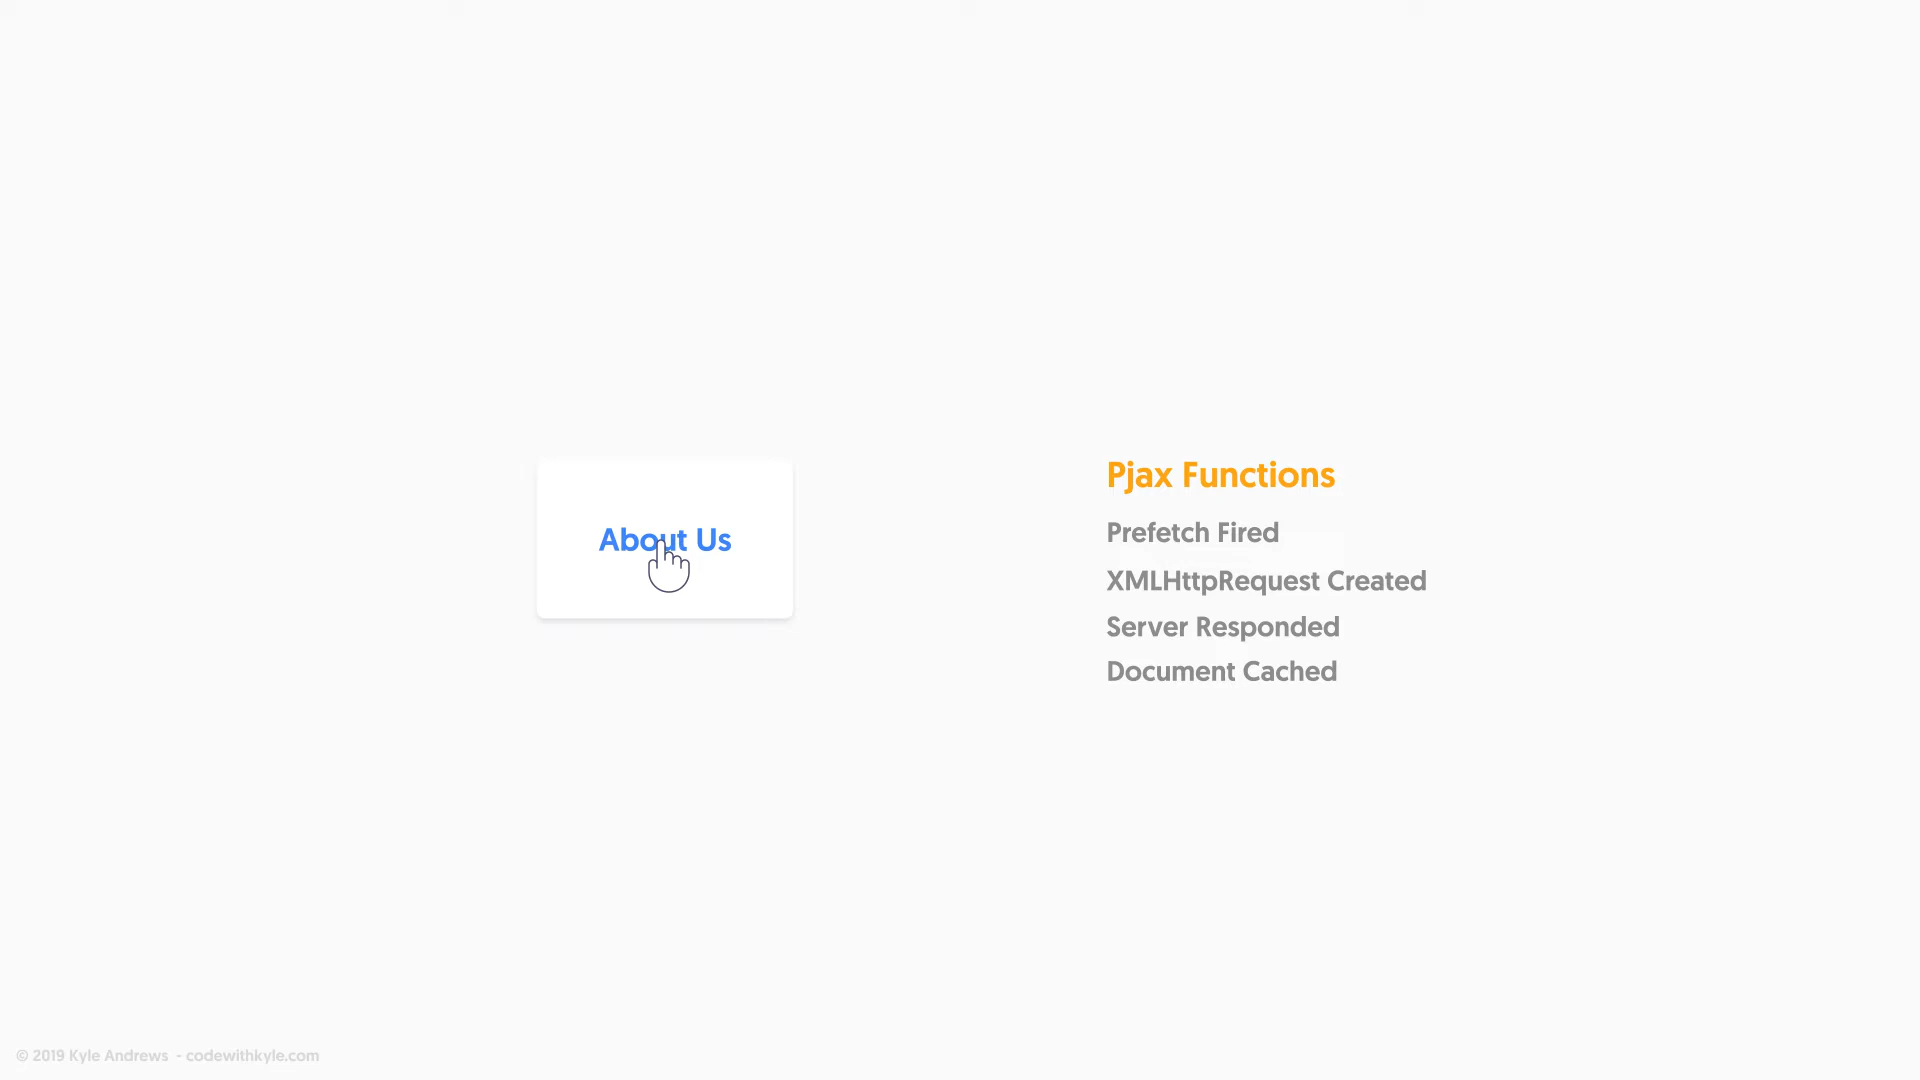 About Us
Pjax Functions
Prefetch Fired
XMLHttpRequest Created
Server Responded
Document Cached
© 2019 Kyle Andrews - codewithkyle.com